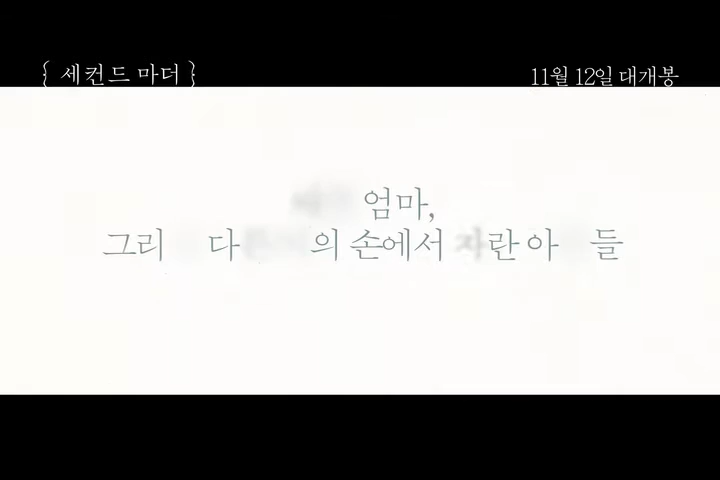 { 세컨드 마더 }
11월 12일 대개봉
엄마,
그리 다 의 손에서 란 아 들